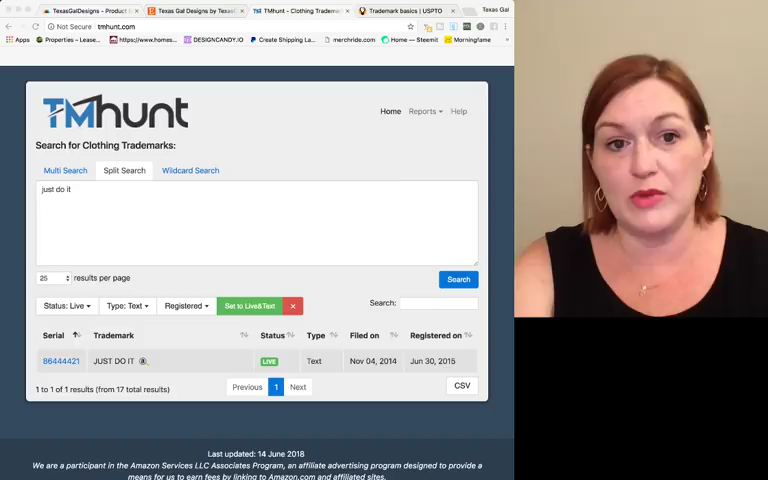 TexasGalDesigns - Product
Texas Gal Designs by TexasG
TMhunt - Clothing Tradema
Trademark basics | USPTO
Texas Gal
tmhunt.com
Apps
Properties – Lease
https://www.homes...
DESIGNCANDY.IO
Create Shipping La...
merchride.com
Home — Steemit
Morningfame
TMhunt
Home
Reports
Help
Search for Clothing Trademarks:
Multi Search
Split Search
Wildcard Search
just do it
25
results per page
Search
Status: Live
Type: Text
Registered
Set to Live&Text
×
Search:
Serial
Trademark
Status
Type
Filed on
Registered on
86444421
JUST DO IT
LIVE
Text
Nov 04, 2014
Jun 30, 2015
1 to 1 of 1 results (from 17 total results)
Previous
1
Next
CSV
Last updated: 14 June 2018
We are a participant in the Amazon Services LLC Associates Program, an affiliate advertising program designed to provide a
means for us to earn fees by linking to Amazon.com and affiliated sites.